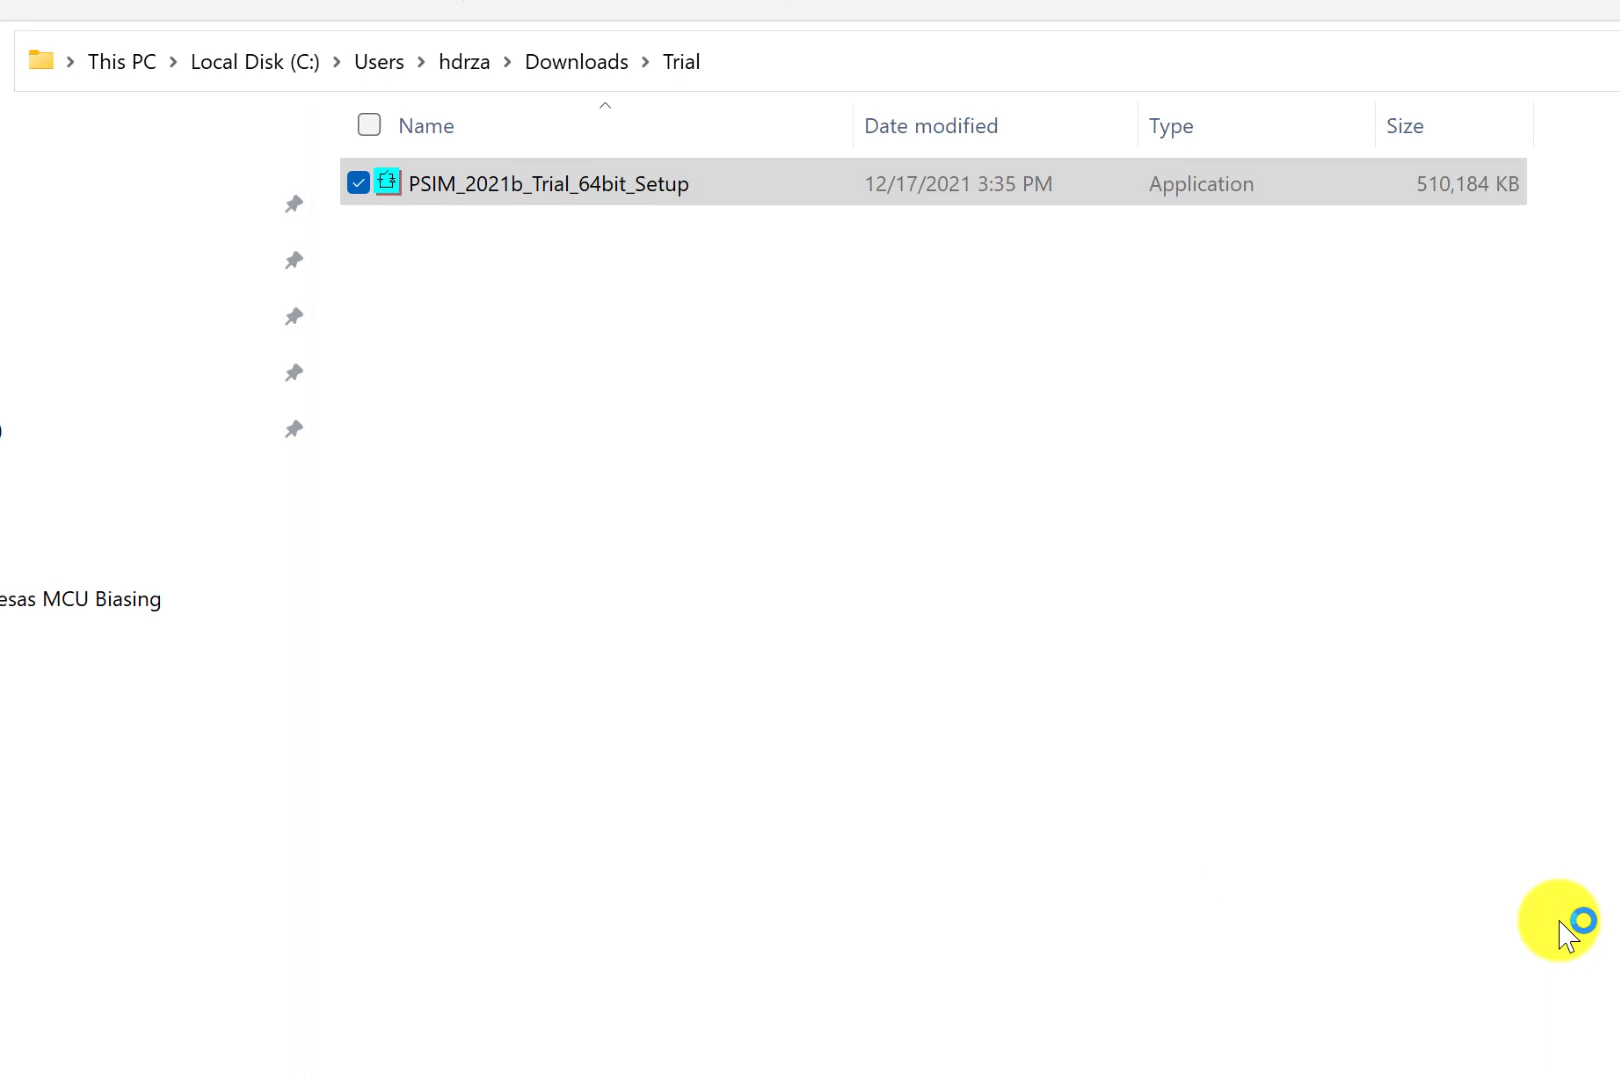 This PC > Local Disk (C:) > Users > hdrza > Downloads > Trial
Name Date modified Type Size
PSIM_2021b_Trial_64bit_Setup 12/17/2021 3:35 PM Application 510,184 KB
)
esas MCU Biasing